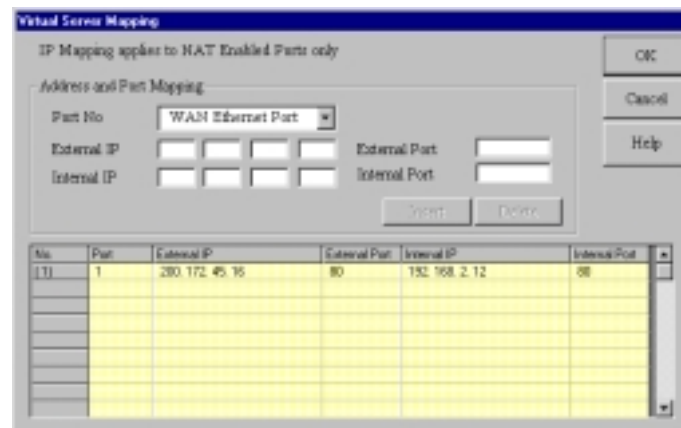 Virtual Server Mapping
IP Mapping applies to NAT Enabled Ports only
OK
Address and Port Mapping
Cancel
Port No WAN Ethernet Port
External IP External Port
Help
Internal IP Internal Port
Insert Delete
No. Port External IP External Port Internal IP Internal Port
(1) 1 200. 172. 45. 16 80 192. 168. 2. 12 80